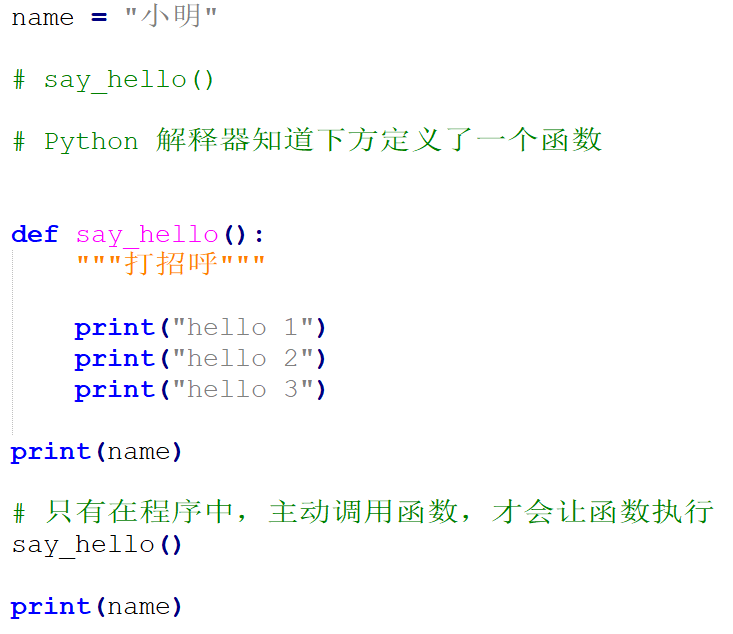 name = "小明"
# say_hello()
# Python 解释器知道下方定义了一个函数
def say_hello():
"""打招呼"""
print("hello 1")
print("hello 2")
print("hello 3")
print(name)
# 只有在程序中，主动调用函数，才会让函数执行
say_hello()
print(name)